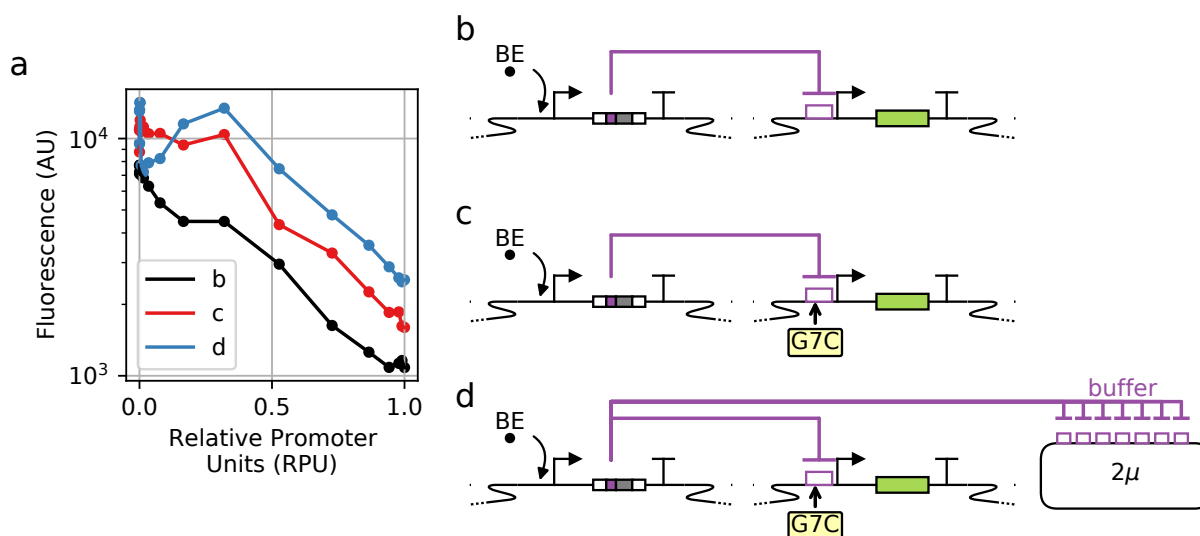 a
Fluorescence (AU)
10⁴
10³
0.0
0.5
1.0
Relative Promoter
Units (RPU)
b
c
d
b
BE
c
BE
G7C
d
BE
G7C
buffer
2μ